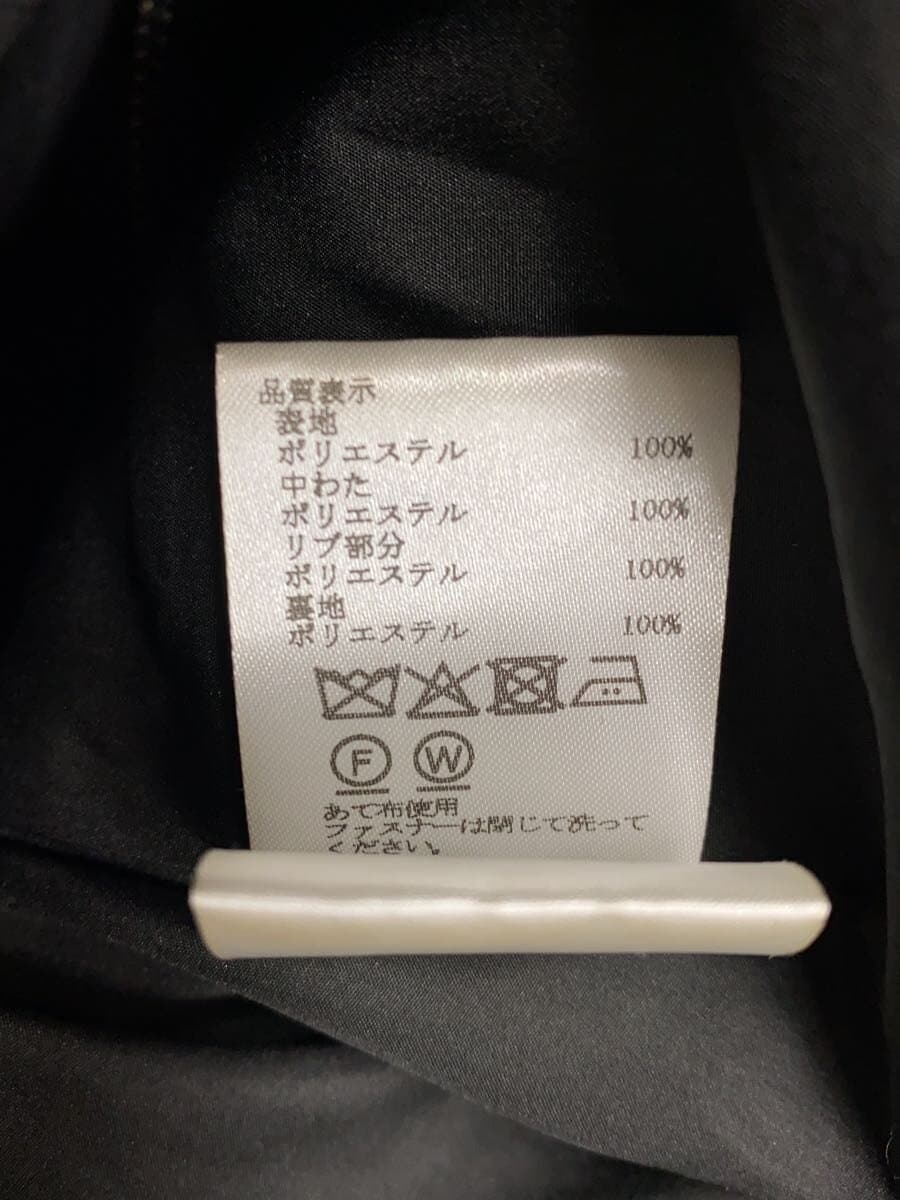 品質表示
表地
ポリエステル 100%
中わた
ポリエステル 100%
リブ部分
ポリエステル 100%
裏地
ポリエステル 100%
F W
あて布使用
ファスナーは閉じて洗って
ください。